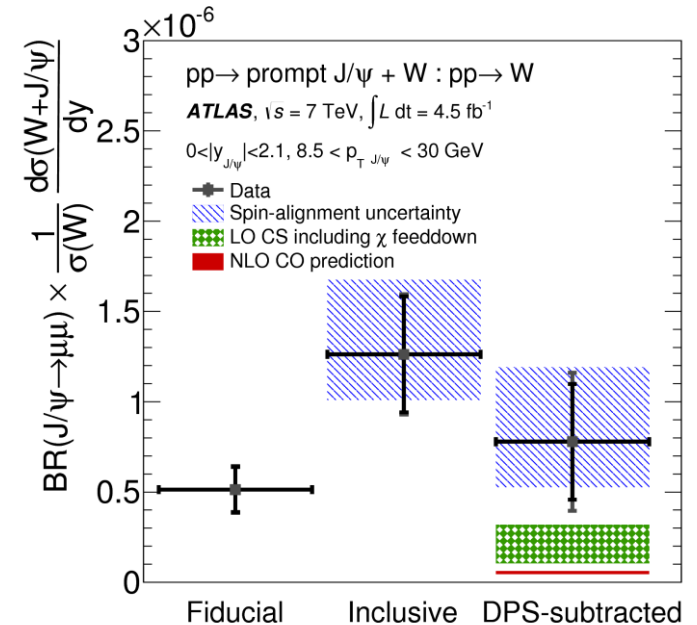 ×10⁻⁶
BR(J/ψ→μμ) × 1/σ(W) dσ(W+J/ψ)/dy
3
2.5
2
1.5
1
0.5
0
pp→ prompt J/ψ + W : pp→ W
ATLAS, √s = 7 TeV, ∫L dt = 4.5 fb⁻¹
0<|y_J/ψ|<2.1, 8.5 < p_T J/ψ < 30 GeV
Data
Spin-alignment uncertainty
LO CS including χ feeddown
NLO CO prediction
Fiducial Inclusive DPS-subtracted